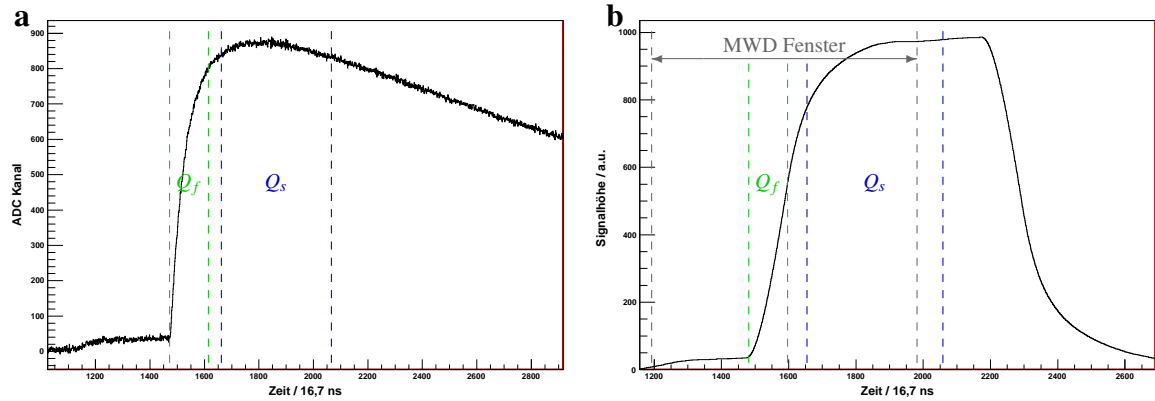 a
ADC Kanal
900
800
700
600
500
400
300
200
100
0
Q_f
Q_s
1200 1400 1600 1800 2000 2200 2400 2600 2800
Zeit / 16,7 ns
b
Signalhöhe / a.u.
1000
800
600
400
200
0
MWD Fenster
Q_f
Q_s
1200 1400 1600 1800 2000 2200 2400 2600
Zeit / 16,7 ns